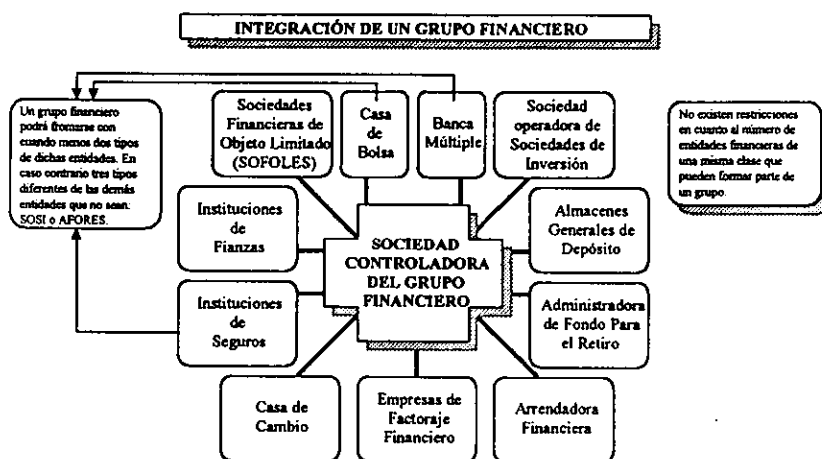 INTEGRACIÓN DE UN GRUPO FINANCIERO
Un grupo financiero
podrá fromarse con
cuando menos dos tipos
de dichas entidades. En
caso contrario tres tipos
diferentes de las demás
entidades que no sean:
SOSI o AFORES.
Sociedades
Financieras de
Objeto Limitado
(SOFOLES)
Casa
de
Bolsa
Banca
Múltiple
Sociedad
operadora de
Sociedades de
Inversión
No existen restricciones
en cuanto al número de
entidades financieras de
una misma clase que
pueden formar parte de
un grupo.
Instituciones
de
Fianzas
SOCIEDAD
CONTROLADORA
DEL GRUPO
FINANCIERO
Almacenes
Generales de
Depósito
Instituciones
de
Seguros
Administradora
de Fondo Para
el Retiro
Casa de
Cambio
Empresas de
Factoraje
Financiero
Arrendadora
Financiera